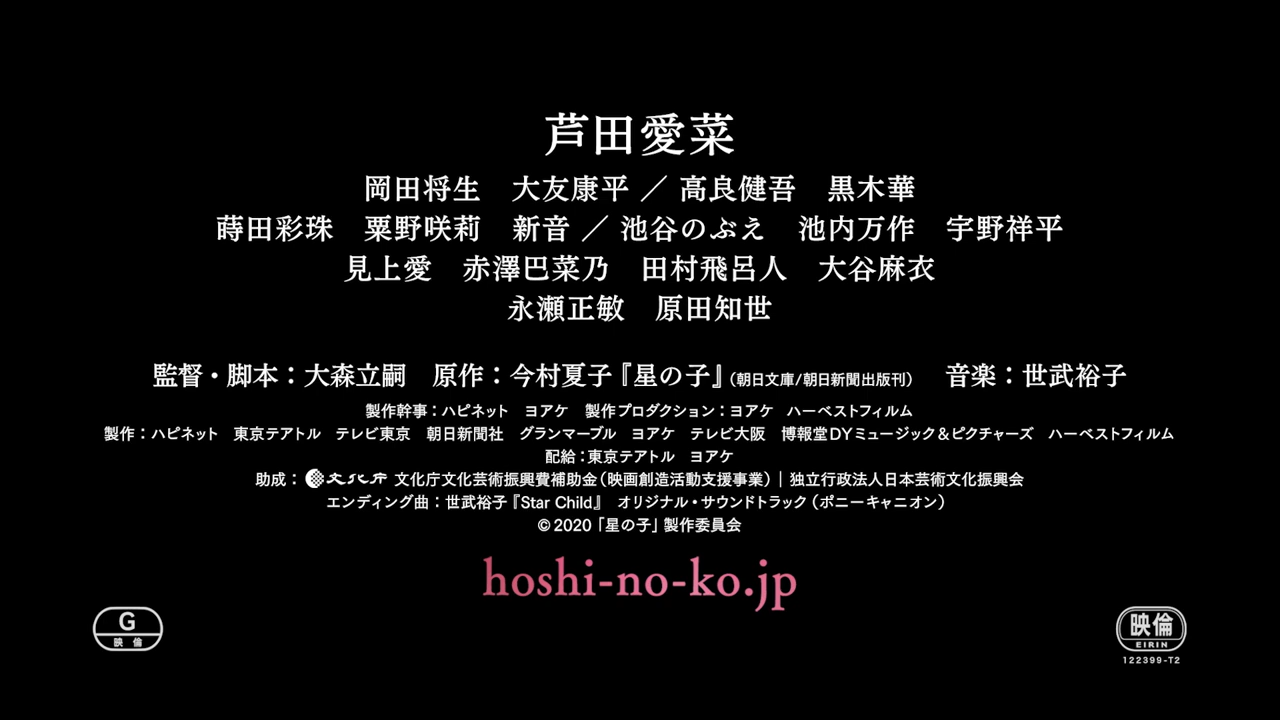 芦田愛菜
岡田将生　大友康平 ／ 高良健吾　黒木華
蒔田彩珠　粟野咲莉　新音 ／ 池谷のぶえ　池内万作　宇野祥平
見上愛　赤澤巴菜乃　田村飛呂人　大谷麻衣
永瀬正敏　原田知世
監督・脚本：大森立嗣　原作：今村夏子『星の子』（朝日文庫/朝日新聞出版刊）　音楽：世武裕子
製作幹事：ハピネット　ヨアケ　製作プロダクション：ヨアケ　ハーベストフィルム
製作：ハピネット　東京テアトル　テレビ東京　朝日新聞社　グランマーブル　ヨアケ　テレビ大阪　博報堂DYミュージック＆ピクチャーズ　ハーベストフィルム
配給：東京テアトル　ヨアケ
助成：文化庁 文化庁文化芸術振興費補助金（映画創造活動支援事業）｜独立行政法人日本芸術文化振興会
エンディング曲：世武裕子『Star Child』　オリジナル・サウンドトラック（ポニーキャニオン）
©2020「星の子」製作委員会
hoshi-no-ko.jp
G
映倫
映倫
EIRIN
122399-T2